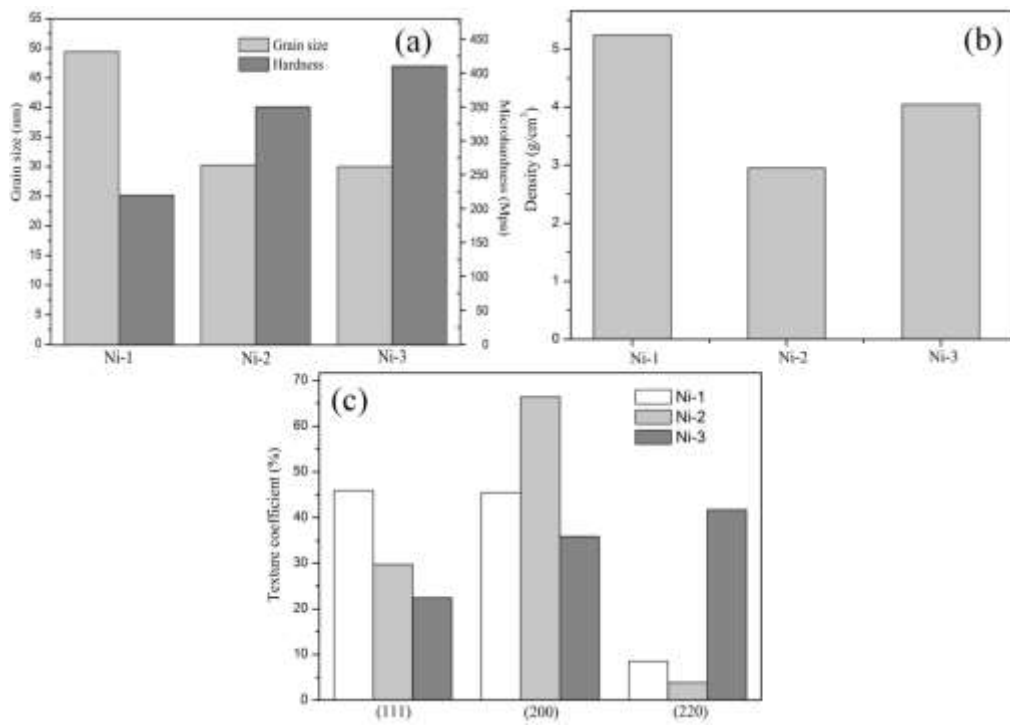 (a)
Grain size
Hardness
Grain size (nm)
55
50
45
40
35
30
25
20
15
10
5
0
Microhardness (Mpa)
450
400
350
300
250
200
150
100
50
0
Ni-1 Ni-2 Ni-3
(b)
Density (g/cm³)
5
4
3
2
1
0
Ni-1 Ni-2 Ni-3
(c)
Ni-1
Ni-2
Ni-3
Texture coefficient (%)
70
60
50
40
30
20
10
0
(111) (200) (220)